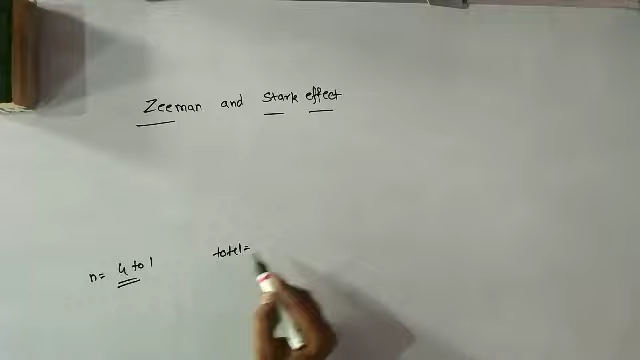 Zeeman and Stark effect
n= 4 to 1 total=